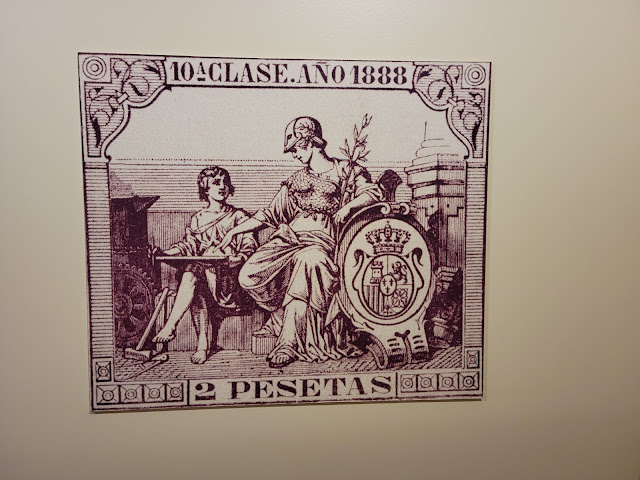 10ª CLASE. AÑO 1888
2 PESETAS